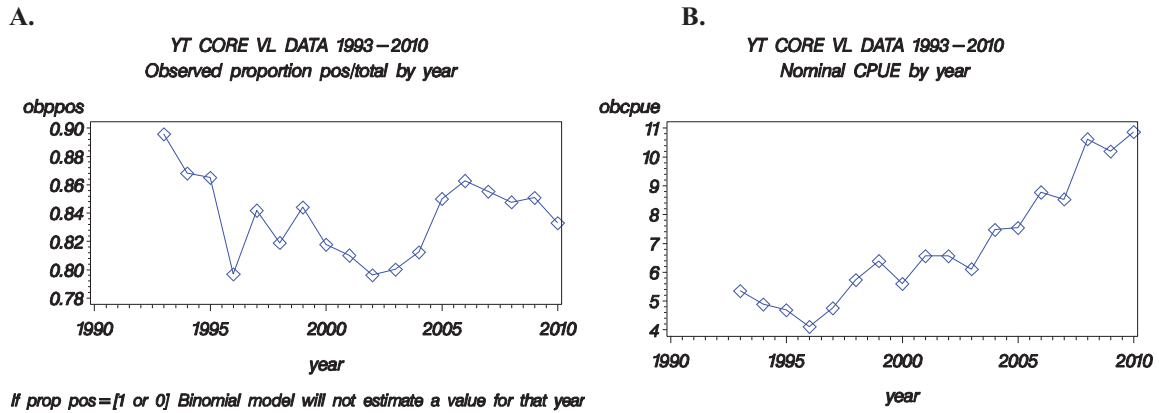 A.
YT CORE VL DATA 1993–2010
Observed proportion pos/total by year
obppos
0.90
0.88
0.86
0.84
0.82
0.80
0.78
1990 1995 2000 2005 2010
year
If prop pos=[1 or 0] Binomial model will not estimate a value for that year
B.
YT CORE VL DATA 1993–2010
Nominal CPUE by year
obcpue
11
10
9
8
7
6
5
4
1990 1995 2000 2005 2010
year